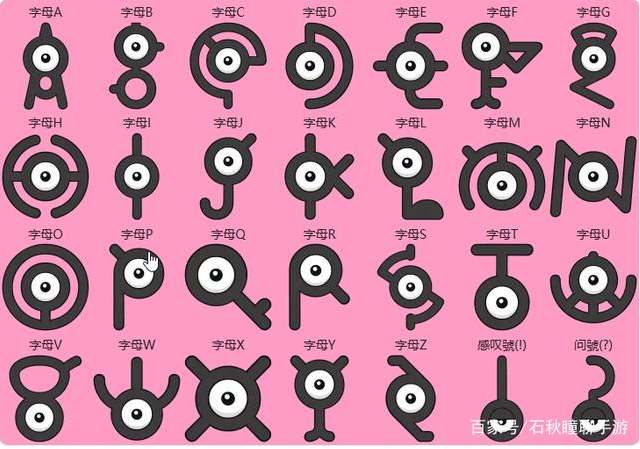 字母A 字母B 字母C 字母D 字母E 字母F 字母G
字母H 字母I 字母J 字母K 字母L 字母M 字母N
字母O 字母P 字母Q 字母R 字母S 字母T 字母U
字母V 字母W 字母X 字母Y 字母Z 感叹號(!) 问號(?)
百家号/石秋瞳聊手游